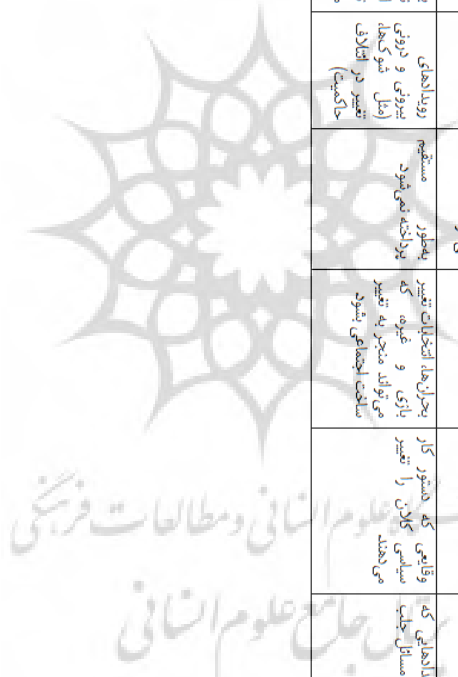 رویدادهای
بیرونی و درونی
(مثل شوک‌ها،
تغییر در ائتلاف
حاکمیت)
به‌طور مستقیم
پرداخته نمی‌شود
بحران‌ها، انتخابات تغییر
بازی و غیره، که
می‌تواند منجر به تغییر
ساخت اجتماعی بشود
وقایعی که دستور کار
سیاسی کلان را تغییر
می‌دهند
که
مسائل جلب
علوم انسانی و مطالعات فرهنگی
پرتال جامع علوم انسانی